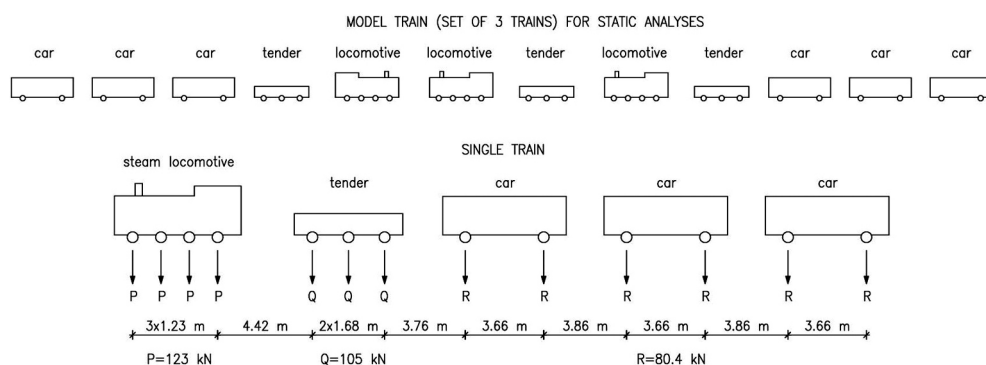 MODEL TRAIN (SET OF 3 TRAINS) FOR STATIC ANALYSES
car car car tender locomotive locomotive tender locomotive tender car car car
SINGLE TRAIN
steam locomotive tender car car car
P P P P Q Q Q R R R R R R
3x1.23 m 4.42 m 2x1.68 m 3.76 m 3.66 m 3.86 m 3.66 m 3.86 m 3.66 m
P=123 kN Q=105 kN R=80.4 kN